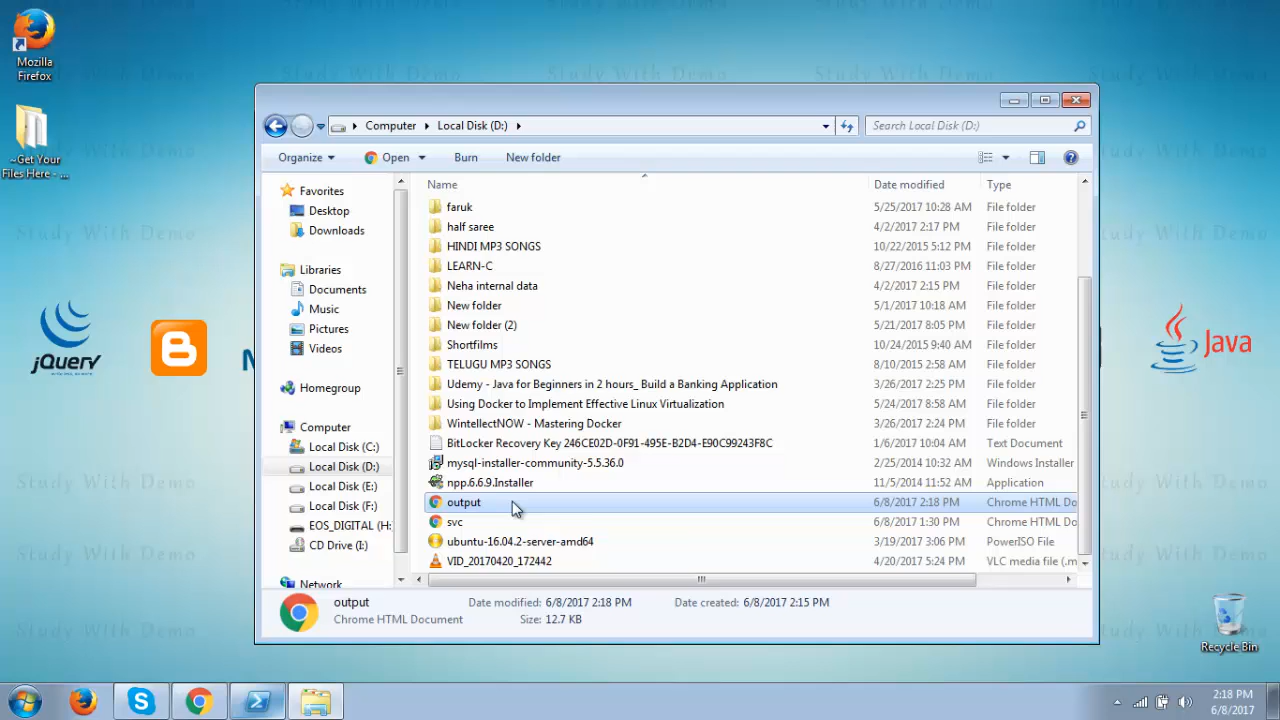 Study With Demo
Study With Demo
Study With Demo
Study With Demo
Mozilla
Firefox
~Get Your
Files Here - ...
jQuery
Java
Recycle Bin
Computer
Local Disk (D:)
Search Local Disk (D:)
Organize
Open
Burn
New folder
Favorites
Desktop
Downloads
Libraries
Documents
Music
Pictures
Videos
Homegroup
Computer
Local Disk (C:)
Local Disk (D:)
Local Disk (E:)
Local Disk (F:)
EOS_DIGITAL (H:
CD Drive (I:)
Network
Name Date modified Type
faruk 5/25/2017 10:28 AM File folder
half saree 4/2/2017 2:17 PM File folder
HINDI MP3 SONGS 10/22/2015 5:12 PM File folder
LEARN-C 8/27/2016 11:03 PM File folder
Neha internal data 4/2/2017 2:15 PM File folder
New folder 5/1/2017 10:18 AM File folder
New folder (2) 5/21/2017 8:05 PM File folder
Shortfilms 10/24/2015 9:40 AM File folder
TELUGU MP3 SONGS 8/10/2015 2:58 AM File folder
Udemy - Java for Beginners in 2 hours_ Build a Banking Application 3/26/2017 2:25 PM File folder
Using Docker to Implement Effective Linux Virtualization 5/24/2017 8:58 AM File folder
WintellectNOW - Mastering Docker 3/26/2017 2:24 PM File folder
BitLocker Recovery Key 246CE02D-0F91-495E-B2D4-E90C99243F8C 1/6/2017 10:04 AM Text Document
mysql-installer-community-5.5.36.0 2/25/2014 10:32 AM Windows Installer
npp.6.6.9.Installer 11/5/2014 11:52 AM Application
output 6/8/2017 2:18 PM Chrome HTML Do
svc 6/8/2017 1:30 PM Chrome HTML Do
ubuntu-16.04.2-server-amd64 3/19/2017 3:06 PM PowerISO File
VID_20170420_172442 4/20/2017 5:24 PM VLC media file (.m
output Date modified: 6/8/2017 2:18 PM Date created: 6/8/2017 2:15 PM
Chrome HTML Document Size: 12.7 KB
2:18 PM
6/8/2017